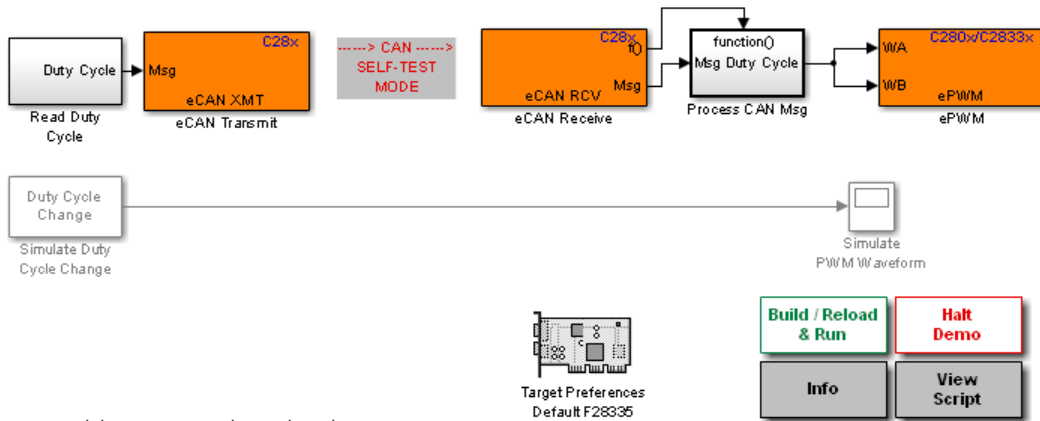 C28x
Duty Cycle
Msg
eCAN XMT
Read Duty
Cycle
eCAN Transmit
------> CAN ------>
SELF-TEST
MODE
C28x
f()
Msg
eCAN RCV
eCAN Receive
function()
Msg Duty Cycle
Process CAN Msg
C280x/C2833x
WA
WB
ePWM
ePWM
Duty Cycle
Change
Simulate Duty
Cycle Change
Simulate
PWM Waveform
Target Preferences
Default F28335
Build / Reload
& Run
Halt
Demo
Info
View
Script